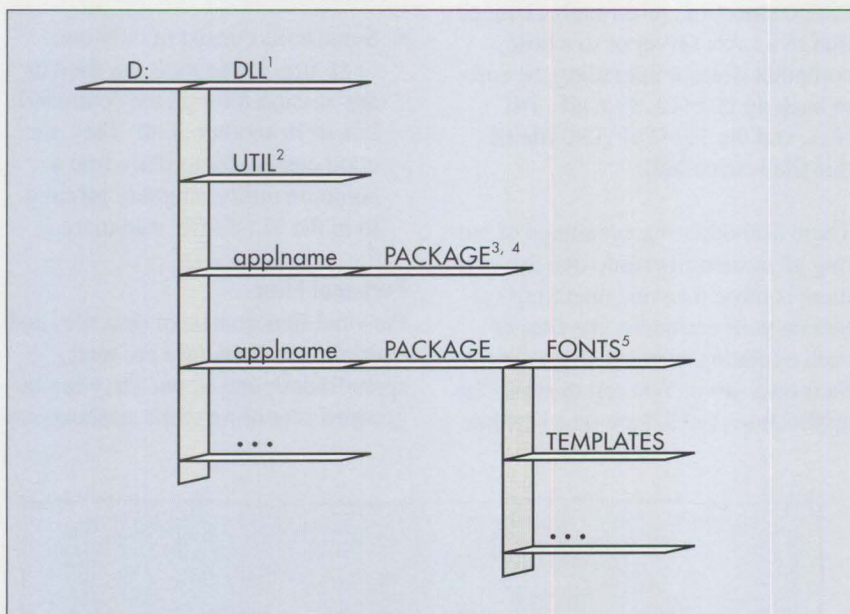 D: DLL¹
UTIL²
applname PACKAGE³, ⁴
applname PACKAGE FONTS⁵
TEMPLATES
• • •
• • •